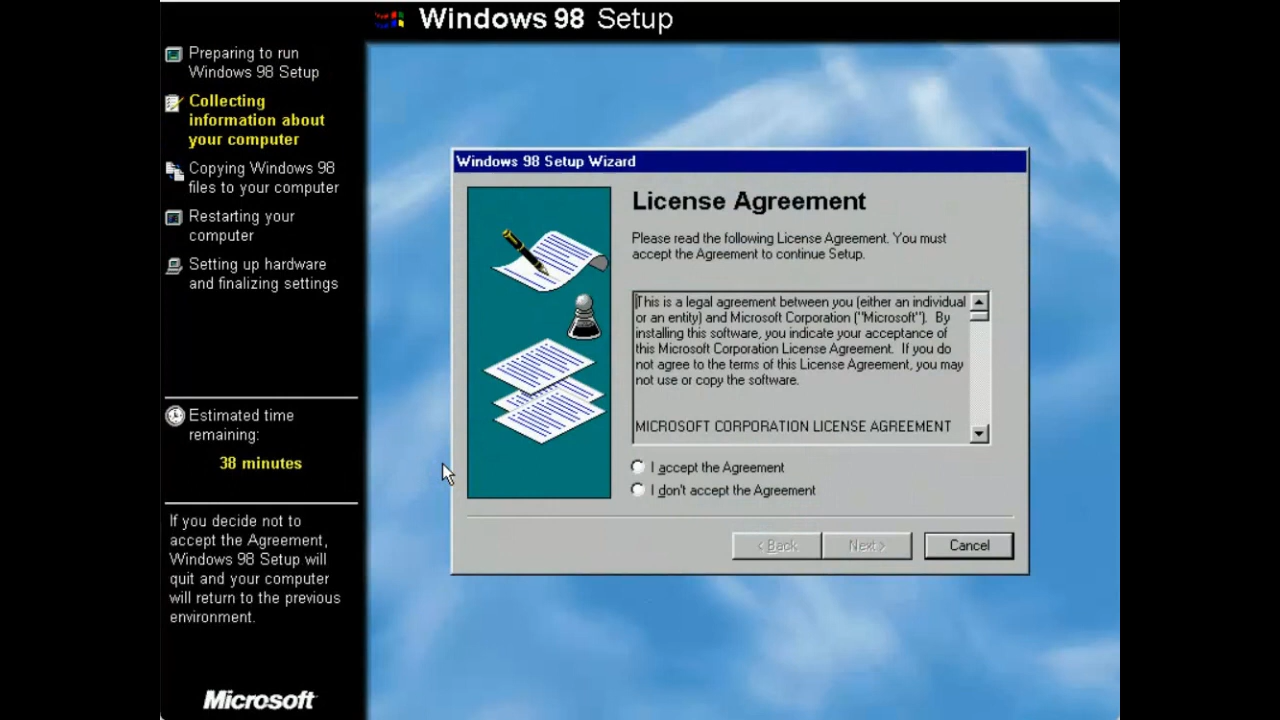 Windows 98 Setup
Preparing to run
Windows 98 Setup
Collecting
information about
your computer
Copying Windows 98
files to your computer
Restarting your
computer
Setting up hardware
and finalizing settings
Estimated time
remaining:
38 minutes
If you decide not to
accept the Agreement,
Windows 98 Setup will
quit and your computer
will return to the previous
environment.
Microsoft
Windows 98 Setup Wizard
License Agreement
Please read the following License Agreement. You must
accept the Agreement to continue Setup.
This is a legal agreement between you (either an individual
or an entity) and Microsoft Corporation ("Microsoft"). By
installing this software, you indicate your acceptance of
this Microsoft Corporation License Agreement. If you do
not agree to the terms of this License Agreement, you may
not use or copy the software.
MICROSOFT CORPORATION LICENSE AGREEMENT
I accept the Agreement
I don't accept the Agreement
< Back Next > Cancel